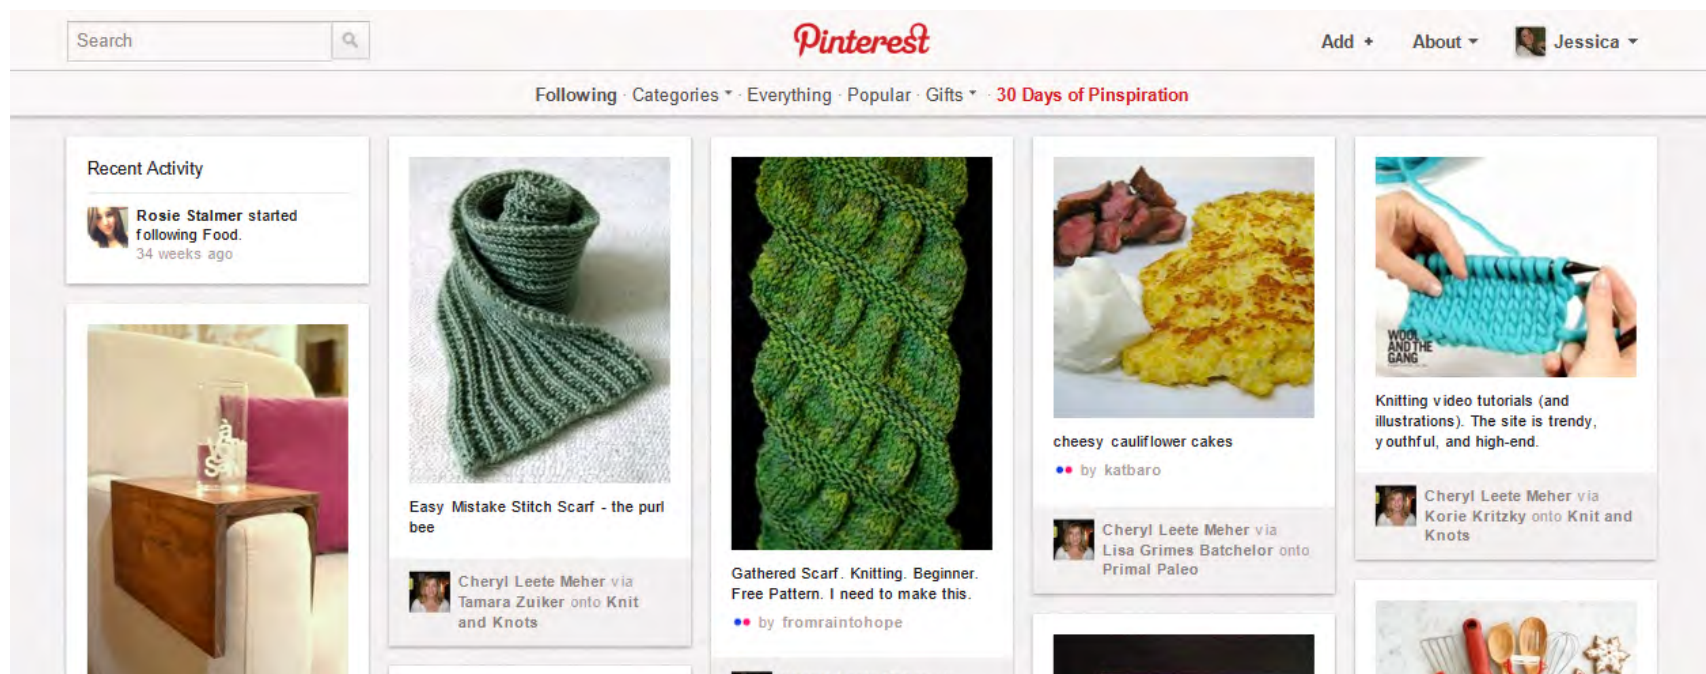 Search
Pinterest
Add +
About
Jessica
Following · Categories · Everything · Popular · Gifts · 30 Days of Pinspiration
Recent Activity
Rosie Stalmer started
following Food.
34 weeks ago
Easy Mistake Stitch Scarf - the purl
bee
Cheryl Leete Meher via
Tamara Zuiker onto Knit
and Knots
Gathered Scarf. Knitting. Beginner.
Free Pattern. I need to make this.
by fromraintohope
cheesy cauliflower cakes
by katbaro
Cheryl Leete Meher via
Lisa Grimes Batchelor onto
Primal Paleo
WOOL
AND THE
GANG
Knitting video tutorials (and
illustrations). The site is trendy,
youthful, and high-end.
Cheryl Leete Meher via
Korie Kritzky onto Knit and
Knots